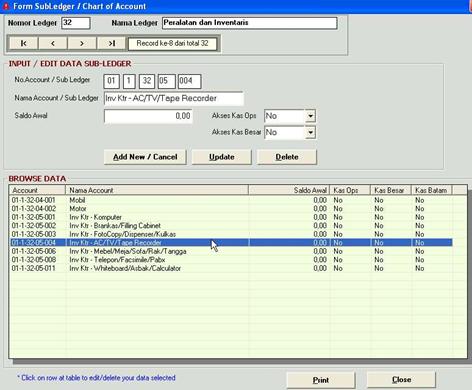 Form SubLedger / Chart of Account
Nomor Ledger 32 Nama Ledger Peralatan dan Inventaris
Record ke-8 dari total 32
INPUT / EDIT DATA SUB-LEDGER
No.Account / Sub Ledger 01 1 32 05 004
Nama Account / Sub Ledger Inv Ktr - AC/TV/Tape Recorder
Saldo Awal 0,00 Akses Kas Ops No
Akses Kas Besar No
Add New / Cancel Update Delete
BROWSE DATA
Account Nama Account Saldo Awal Kas Ops Kas Besar Kas Batam
01-1-32-04-001 Mobil 0,00 No No No
01-1-32-04-002 Motor 0,00 No No No
01-1-32-05-001 Inv Ktr - Komputer 0,00 No No No
01-1-32-05-002 Inv Ktr - Brankas/Filling Cabinet 0,00 No No No
01-1-32-05-003 Inv Ktr - FotoCopy/Dispenser/Kulkas 0,00 No No No
01-1-32-05-004 Inv Ktr - AC/TV/Tape Recorder 0,00 No No No
01-1-32-05-006 Inv Ktr - Mebel/Meja/Sofa/Rak/Tangga 0,00 No No No
01-1-32-05-008 Inv Ktr - Telepon/Facsimile/Pabx 0,00 No No No
01-1-32-05-011 Inv Ktr - Whiteboard/Asbak/Calculator 0,00 No No No
* Click on row at table to edit/delete your data selected
Print Close